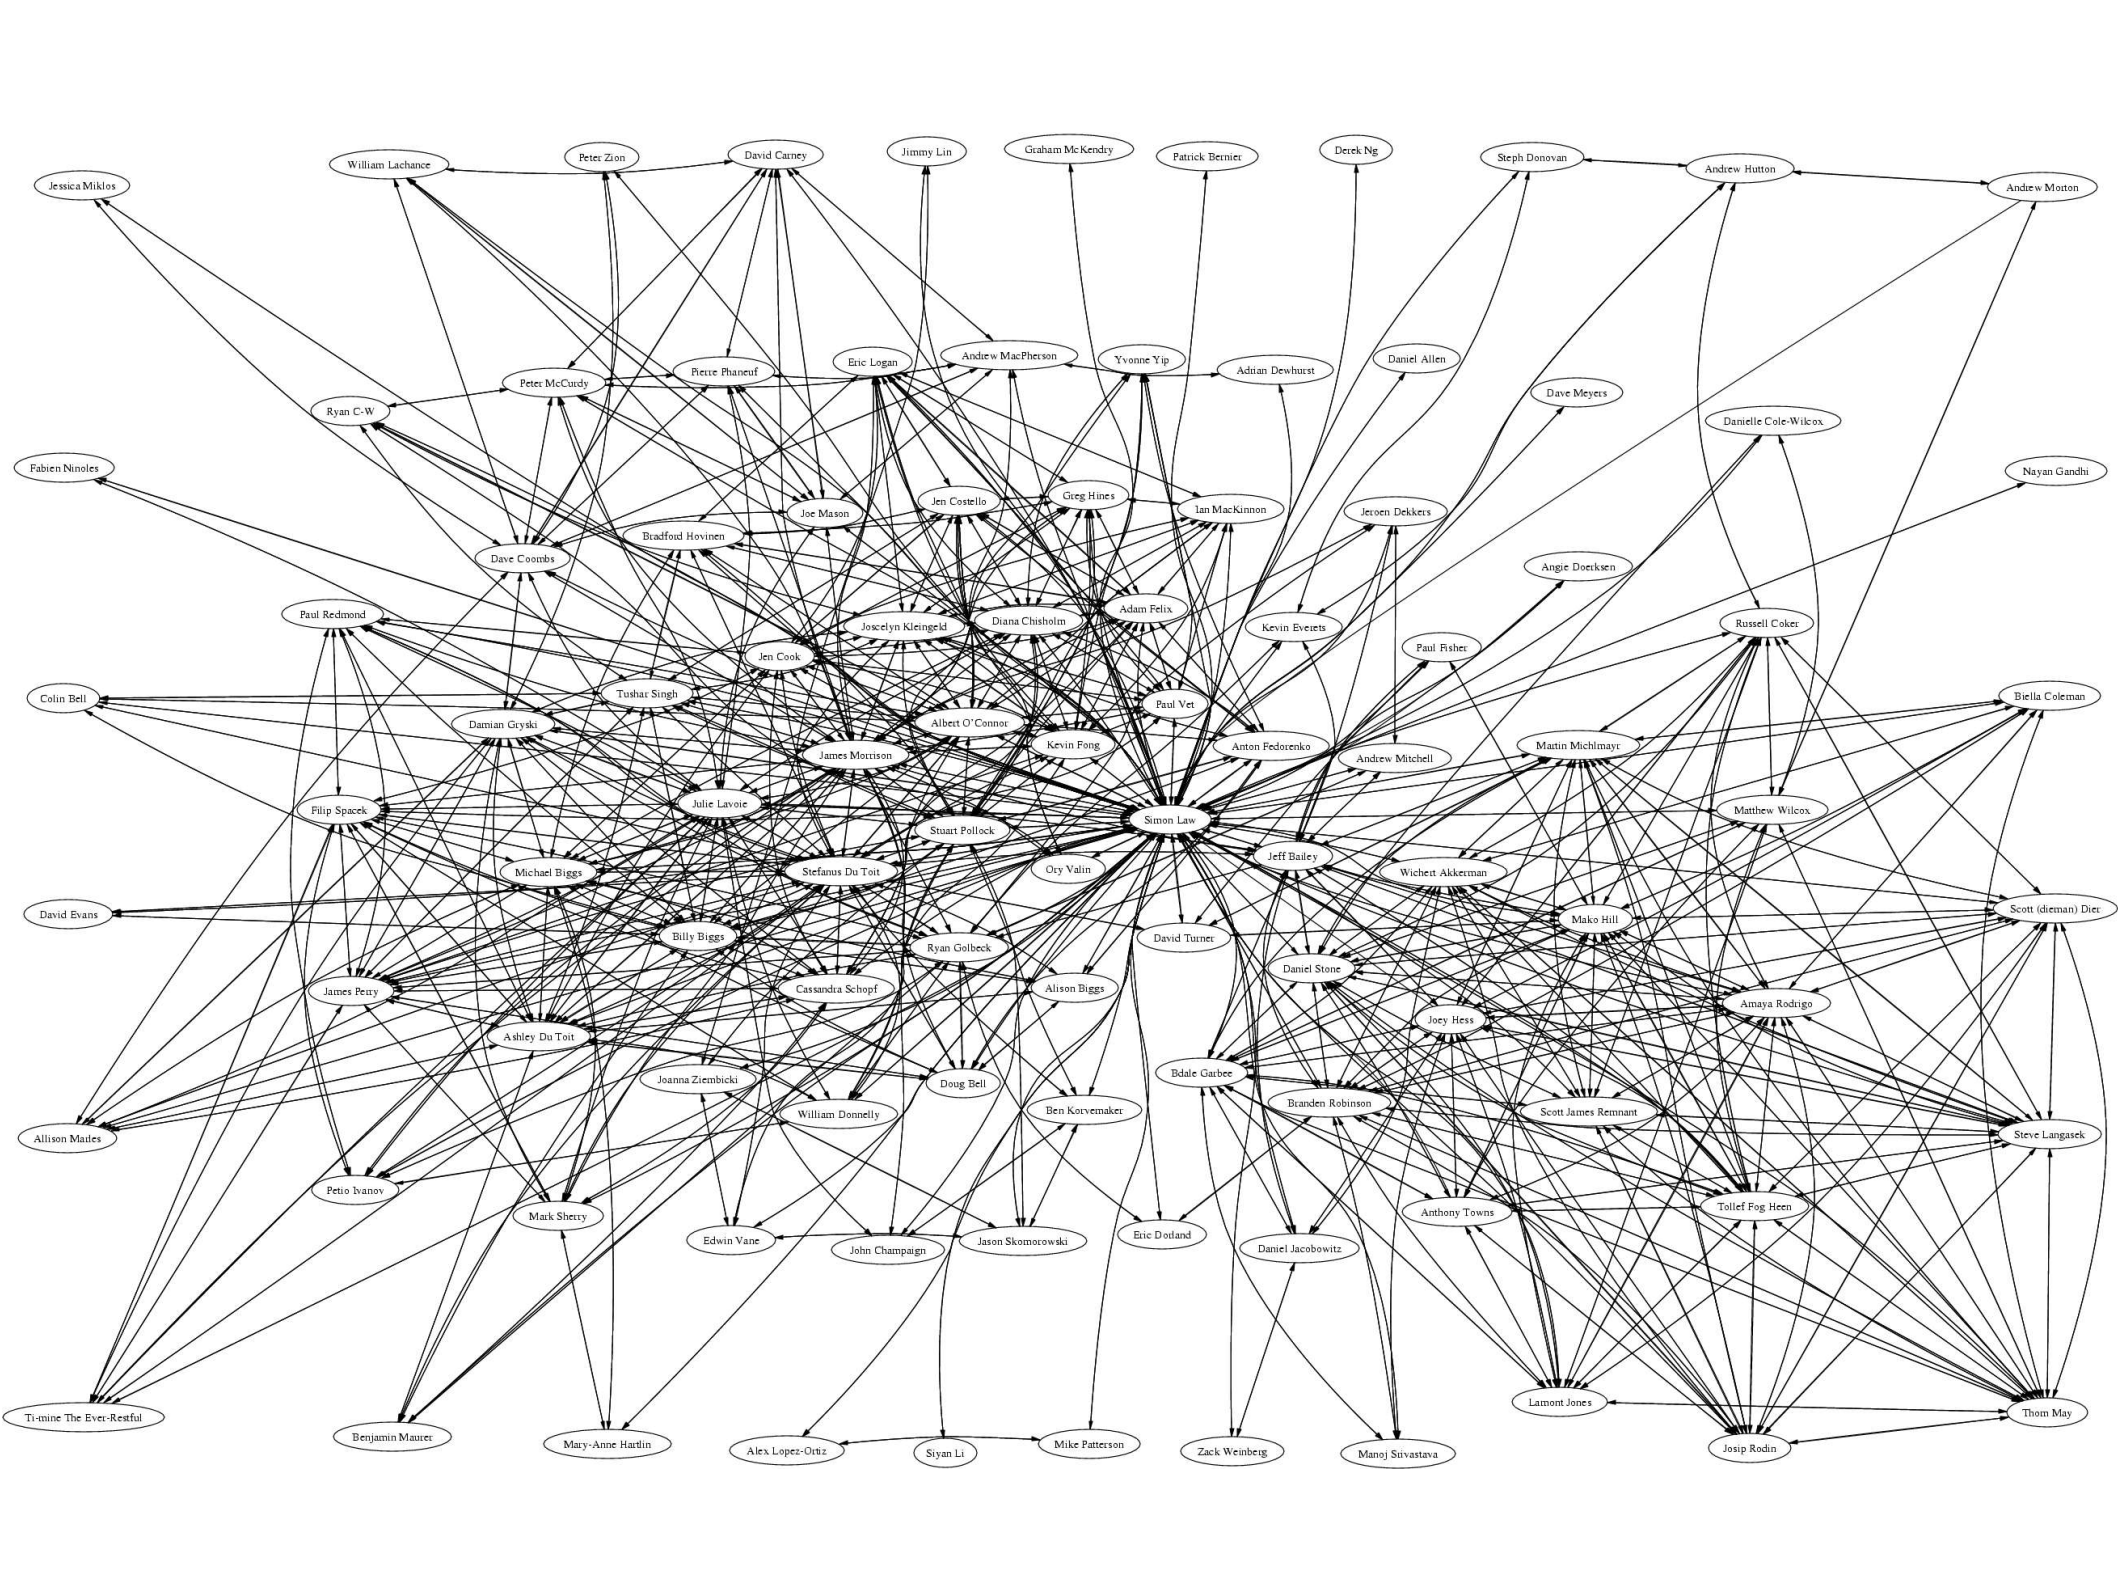 Graham McKendry
Derek Ng
Jimmy Lin
David Carney
Patrick Bernier
Peter Zion
Steph Donovan
William Lachance
Andrew Hutton
Jessica Miklos
Andrew Morton
Andrew MacPherson
Daniel Allen
Yvonne Yip
Eric Logan
Adrian Dewhurst
Pierre Phaneuf
Peter McCurdy
Dave Meyers
Ryan C-W
Danielle Cole-Wilcox
Fabien Ninoles
Nayan Gandhi
Greg Hines
Jen Costello
Ian MacKinnon
Jeroen Dekkers
Joe Mason
Bradford Hovinen
Dave Coombs
Angie Doerksen
Adam Felix
Paul Redmond
Diana Chisholm
Russell Coker
Joscelyn Kleingeld
Kevin Everets
Paul Fisher
Jen Cook
Tushar Singh
Biella Coleman
Colin Bell
Paul Vet
Albert O'Connor
Damian Gryski
Kevin Fong
Anton Fedorenko
Martin Michlmayr
James Morrison
Andrew Mitchell
Julie Lavoie
Filip Spacek
Matthew Wilcox
Simon Law
Stuart Pollock
Jeff Bailey
Ory Valin
Stefanus Du Toit
Michael Biggs
Wichert Akkerman
Scott (dieman) Dier
David Evans
Mako Hill
Billy Biggs
David Turner
Ryan Golbeck
Daniel Stone
Alison Biggs
Cassandra Schopf
James Perry
Amaya Rodrigo
Joey Hess
Ashley Du Toit
Bdale Garbee
Joanna Ziembicki
Doug Bell
Branden Robinson
Ben Korvemaker
Scott James Remnant
William Donnelly
Steve Langasek
Allison Marles
Petio Ivanov
Tollef Fog Heen
Anthony Towns
Mark Sherry
Eric Dorland
Edwin Vane
Jason Skomorowski
Daniel Jacobowitz
John Champaign
Lamont Jones
Thom May
Ti-mine The Ever-Restful
Benjamin Maurer
Mary-Anne Hartlin
Mike Patterson
Josip Rodin
Alex Lopez-Ortiz
Zack Weinberg
Siyan Li
Manoj Srivastava